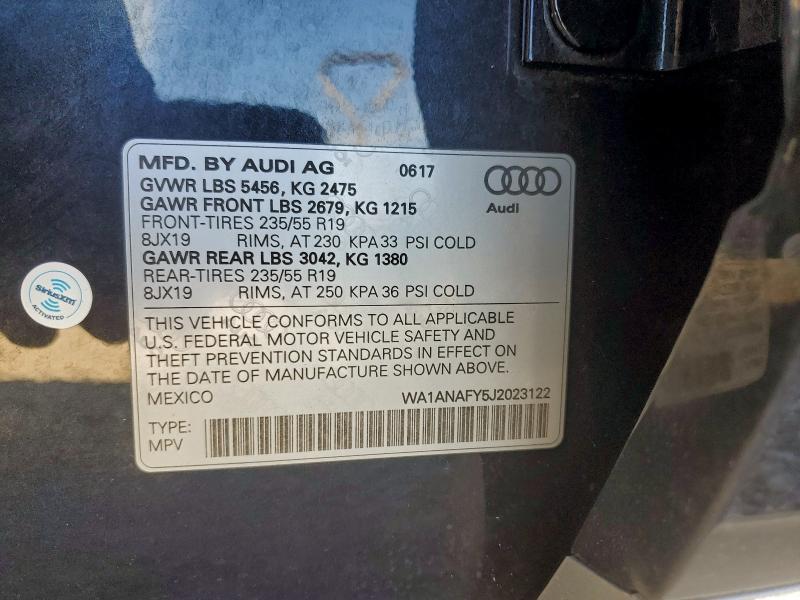 MFD. BY AUDI AG 0617
GVWR LBS 5456, KG 2475
GAWR FRONT LBS 2679, KG 1215
Audi
FRONT-TIRES 235/55 R19
8JX19 RIMS, AT 230 KPA 33 PSI COLD
GAWR REAR LBS 3042, KG 1380
REAR-TIRES 235/55 R19
8JX19 RIMS, AT 250 KPA 36 PSI COLD
THIS VEHICLE CONFORMS TO ALL APPLICABLE
U.S. FEDERAL MOTOR VEHICLE SAFETY AND
THEFT PREVENTION STANDARDS IN EFFECT ON
THE DATE OF MANUFACTURE SHOWN ABOVE.
MEXICO WA1ANAFY5J2023122
TYPE:
MPV
siriusxm
ACTIVATED